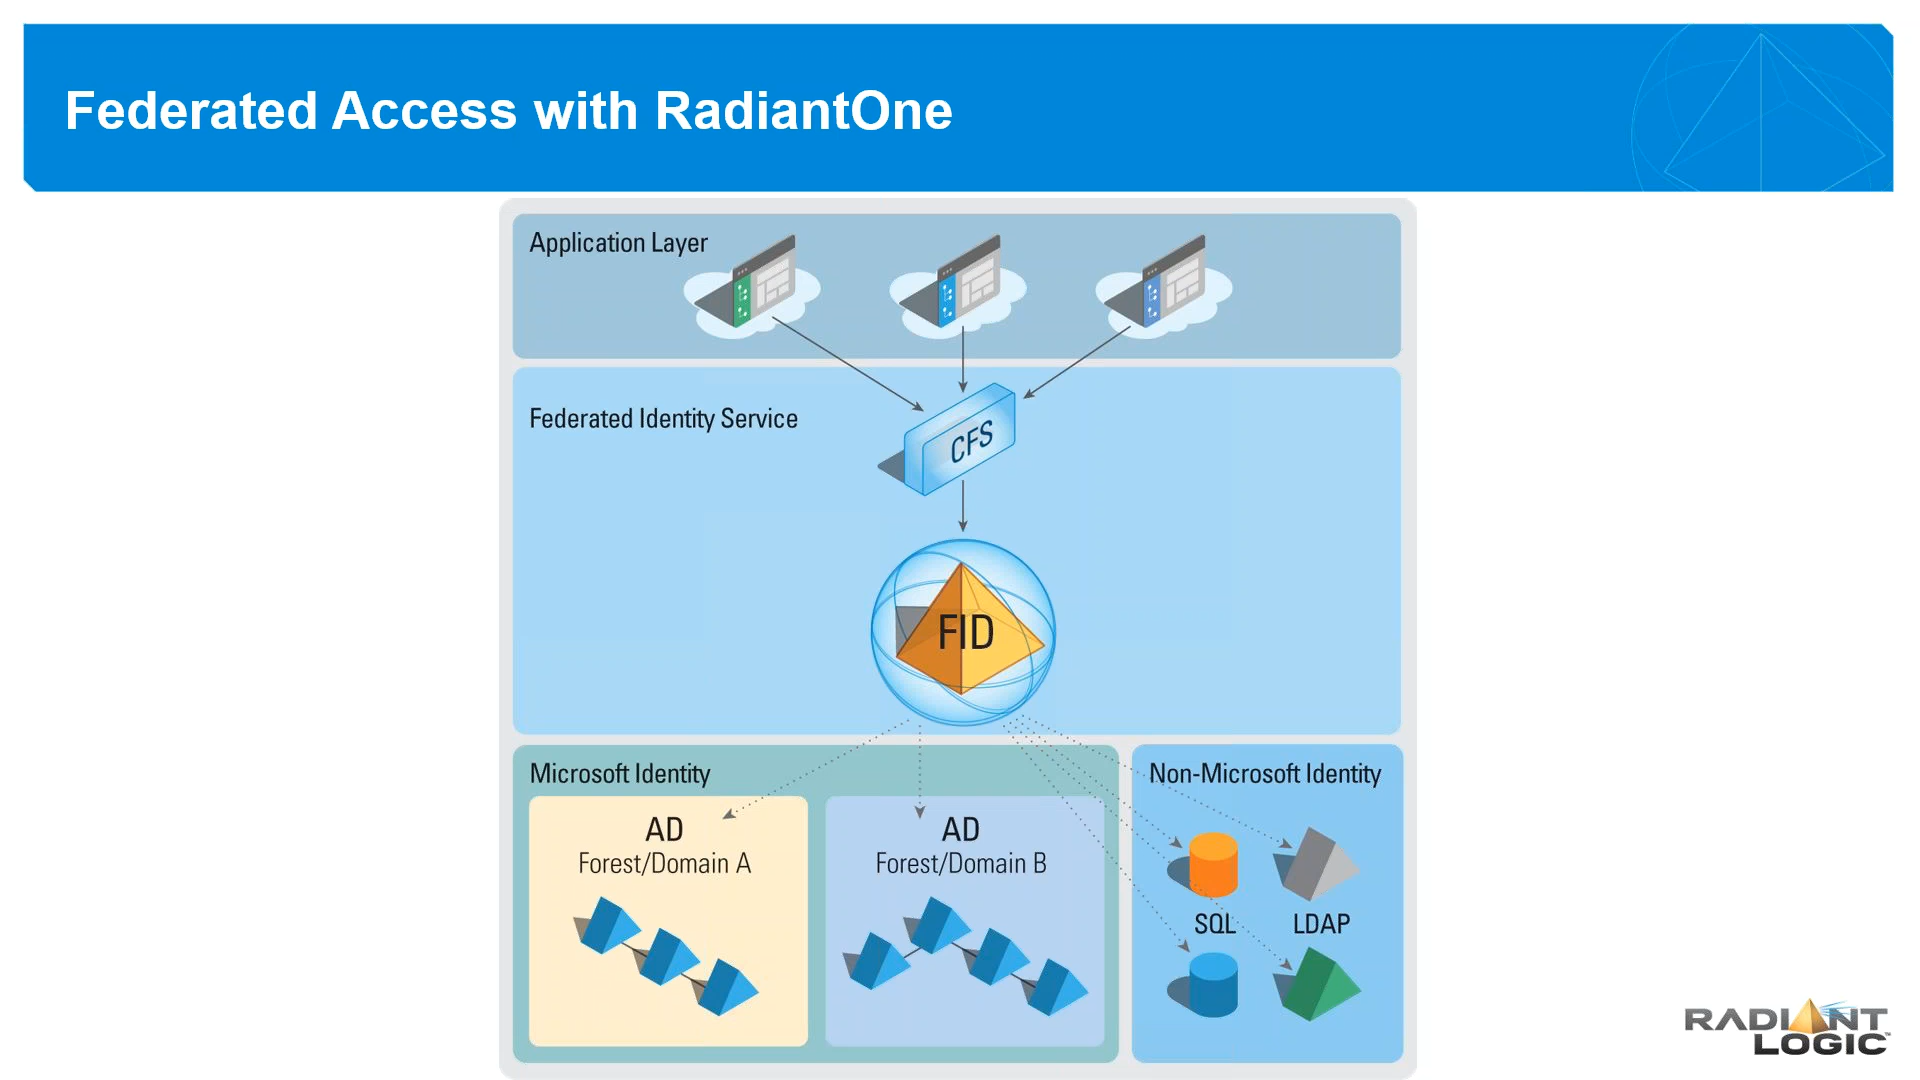 Federated Access with RadiantOne
Application Layer
Federated Identity Service
CFS
FID
Microsoft Identity
Non-Microsoft Identity
AD
Forest/Domain A
AD
Forest/Domain B
SQL
LDAP
RADIANT
LOGIC™